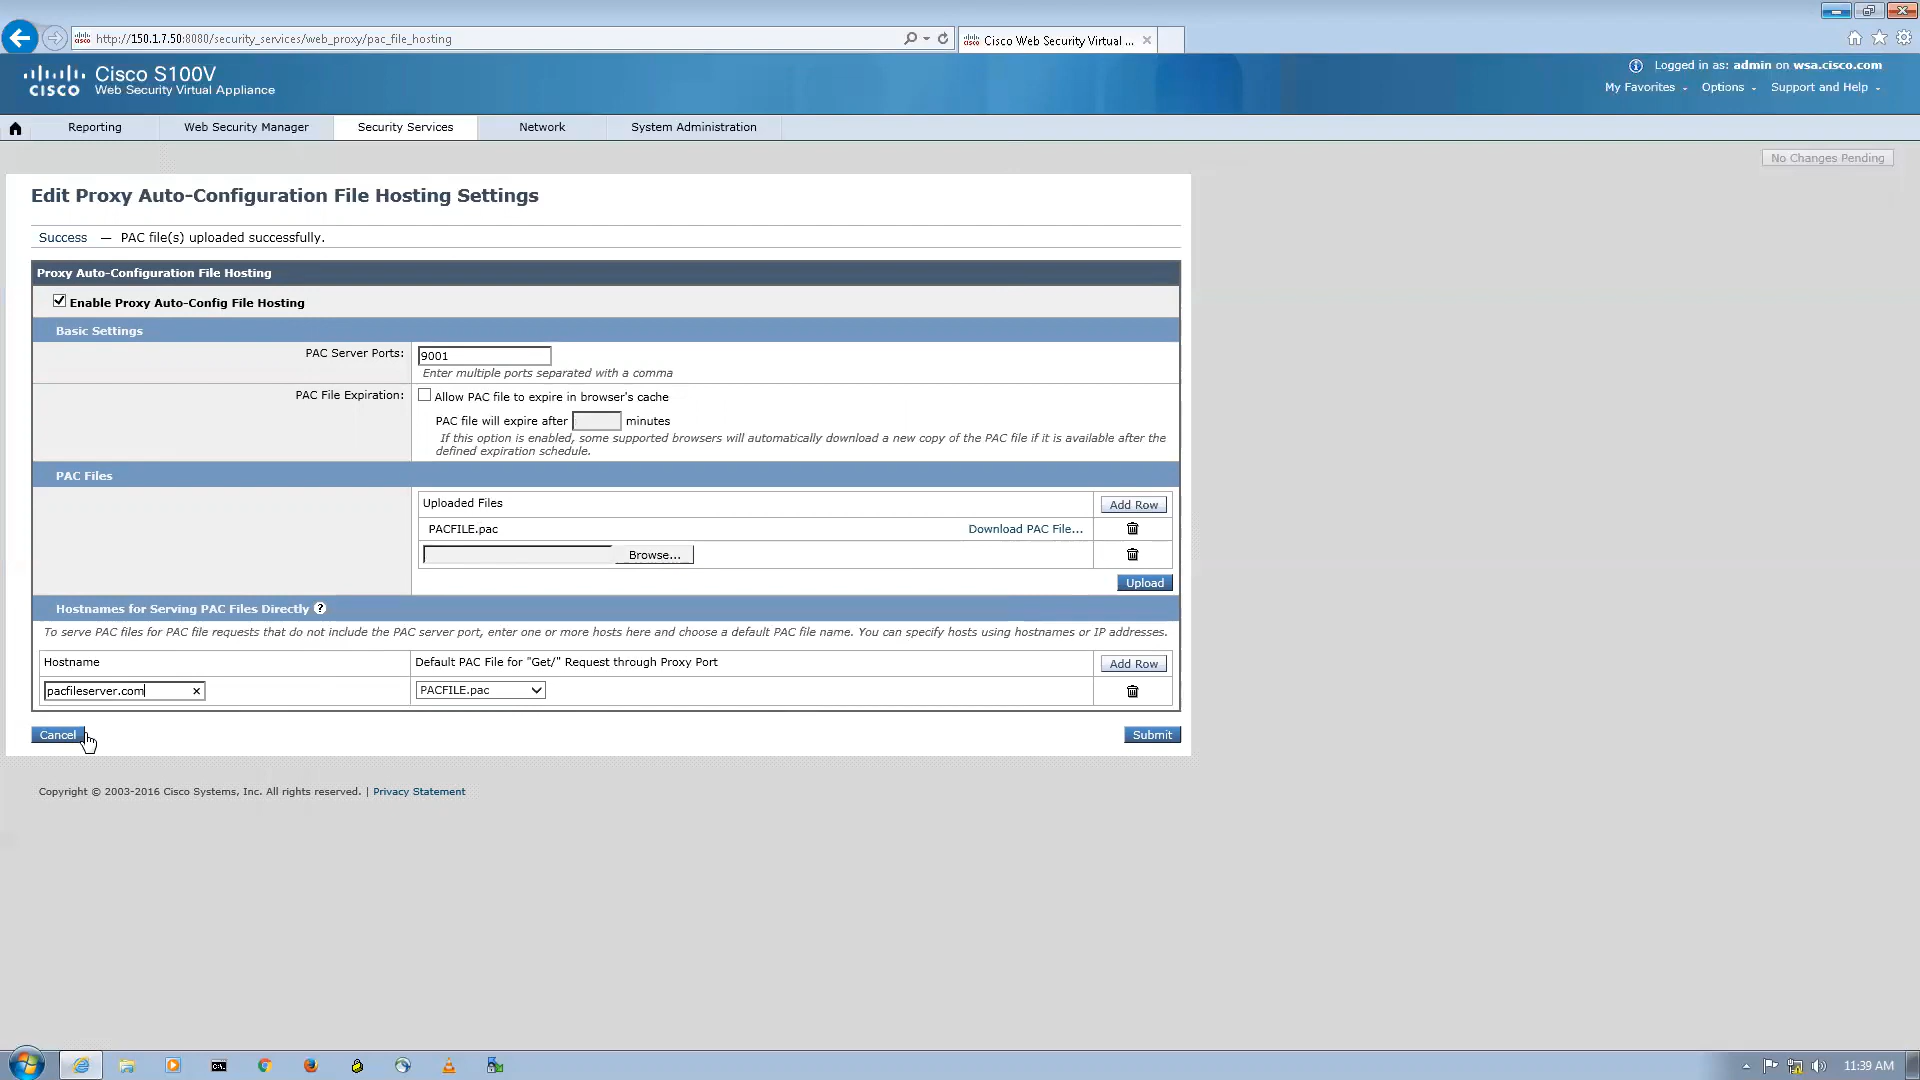 http://150.1.7.50:8080/security_services/web_proxy/pac_file_hosting
Cisco Web Security Virtual ...
cisco
Cisco S100V
Web Security Virtual Appliance
Logged in as: admin on wsa.cisco.com
My Favorites
Options
Support and Help
Reporting
Web Security Manager
Security Services
Network
System Administration
No Changes Pending
Edit Proxy Auto-Configuration File Hosting Settings
Success — PAC file(s) uploaded successfully.
Proxy Auto-Configuration File Hosting
Enable Proxy Auto-Config File Hosting
Basic Settings
PAC Server Ports:
9001
Enter multiple ports separated with a comma
PAC File Expiration:
Allow PAC file to expire in browser's cache
PAC file will expire after minutes
If this option is enabled, some supported browsers will automatically download a new copy of the PAC file if it is available after the
defined expiration schedule.
PAC Files
Uploaded Files
Add Row
PACFILE.pac
Download PAC File...
Browse...
Upload
Hostnames for Serving PAC Files Directly ?
To serve PAC files for PAC file requests that do not include the PAC server port, enter one or more hosts here and choose a default PAC file name. You can specify hosts using hostnames or IP addresses.
Hostname
Default PAC File for "Get/" Request through Proxy Port
Add Row
pacfileserver.com
PACFILE.pac
Cancel
Submit
Copyright © 2003-2016 Cisco Systems, Inc. All rights reserved. | Privacy Statement
11:39 AM